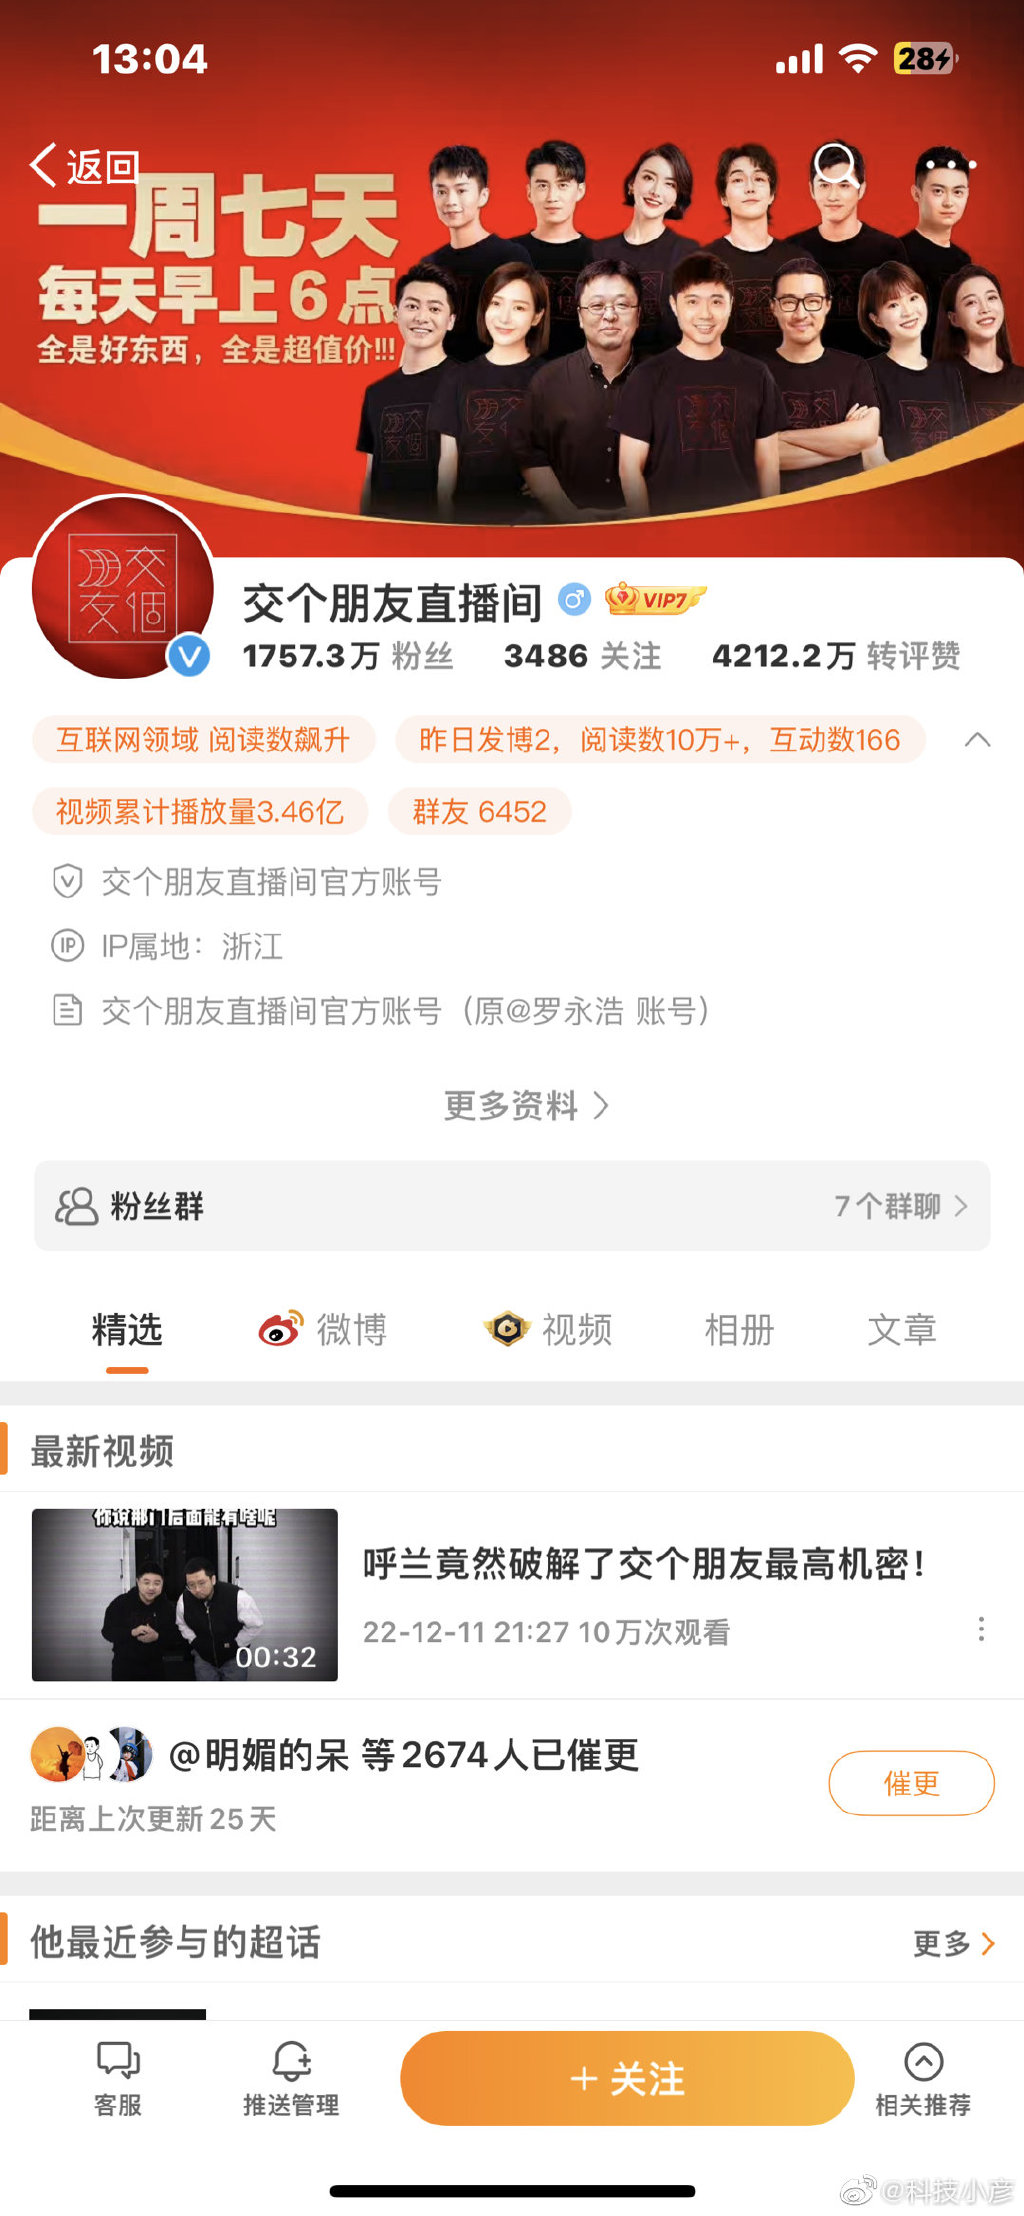 13:04
28
返回
一周七天
每天早上6点
全是好东西，全是超值价!!!
交个朋友直播间 VIP7
1757.3万 粉丝 3486 关注 4212.2万 转评赞
互联网领域 阅读数飙升 昨日发博2，阅读数10万+，互动数166
视频累计播放量3.46亿 群友 6452
交个朋友直播间官方账号
IP IP属地：浙江
交个朋友直播间官方账号（原@罗永浩 账号）
更多资料
粉丝群 7个群聊
精选 微博 视频 相册 文章
最新视频
你说那门后面能有啥呢
00:32
呼兰竟然破解了交个朋友最高机密！
22-12-11 21:27 10万次观看
@明媚的呆 等2674人已催更
距离上次更新25天
催更
他最近参与的超话 更多
客服 推送管理 + 关注 相关推荐
@科技小彦